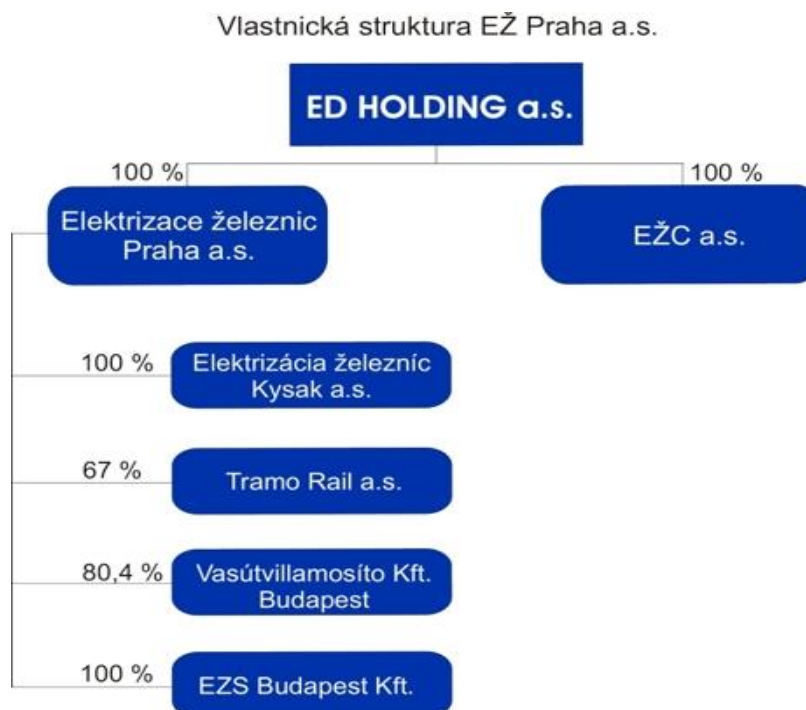 Vlastnická struktura EŽ Praha a.s.
ED HOLDING a.s.
100 %
100 %
Elektrizace železnic
Praha a.s.
EŽC a.s.
100 %
Elektrizácia železníc
Kysak a.s.
67 %
Tramo Rail a.s.
80,4 %
Vasútvillamosíto Kft.
Budapest
100 %
EZS Budapest Kft.